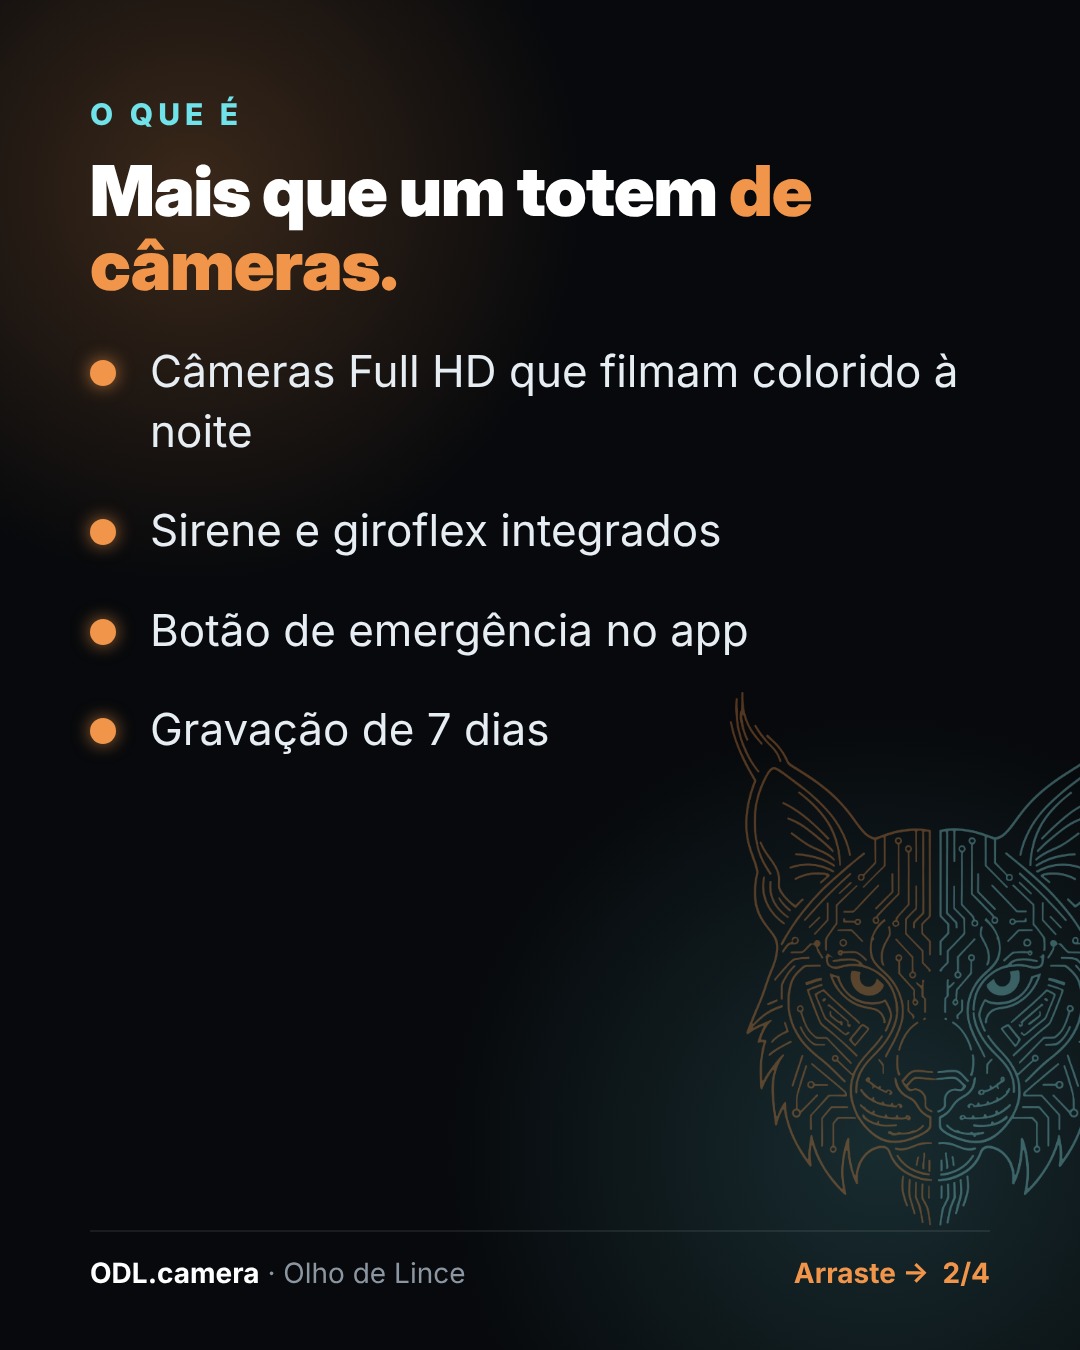 O QUE É
Mais que um totem de
câmeras.
Câmeras Full HD que filmam colorido à
noite
Sirene e giroflex integrados
Botão de emergência no app
Gravação de 7 dias
ODL.camera · Olho de Lince
Arraste → 2/4